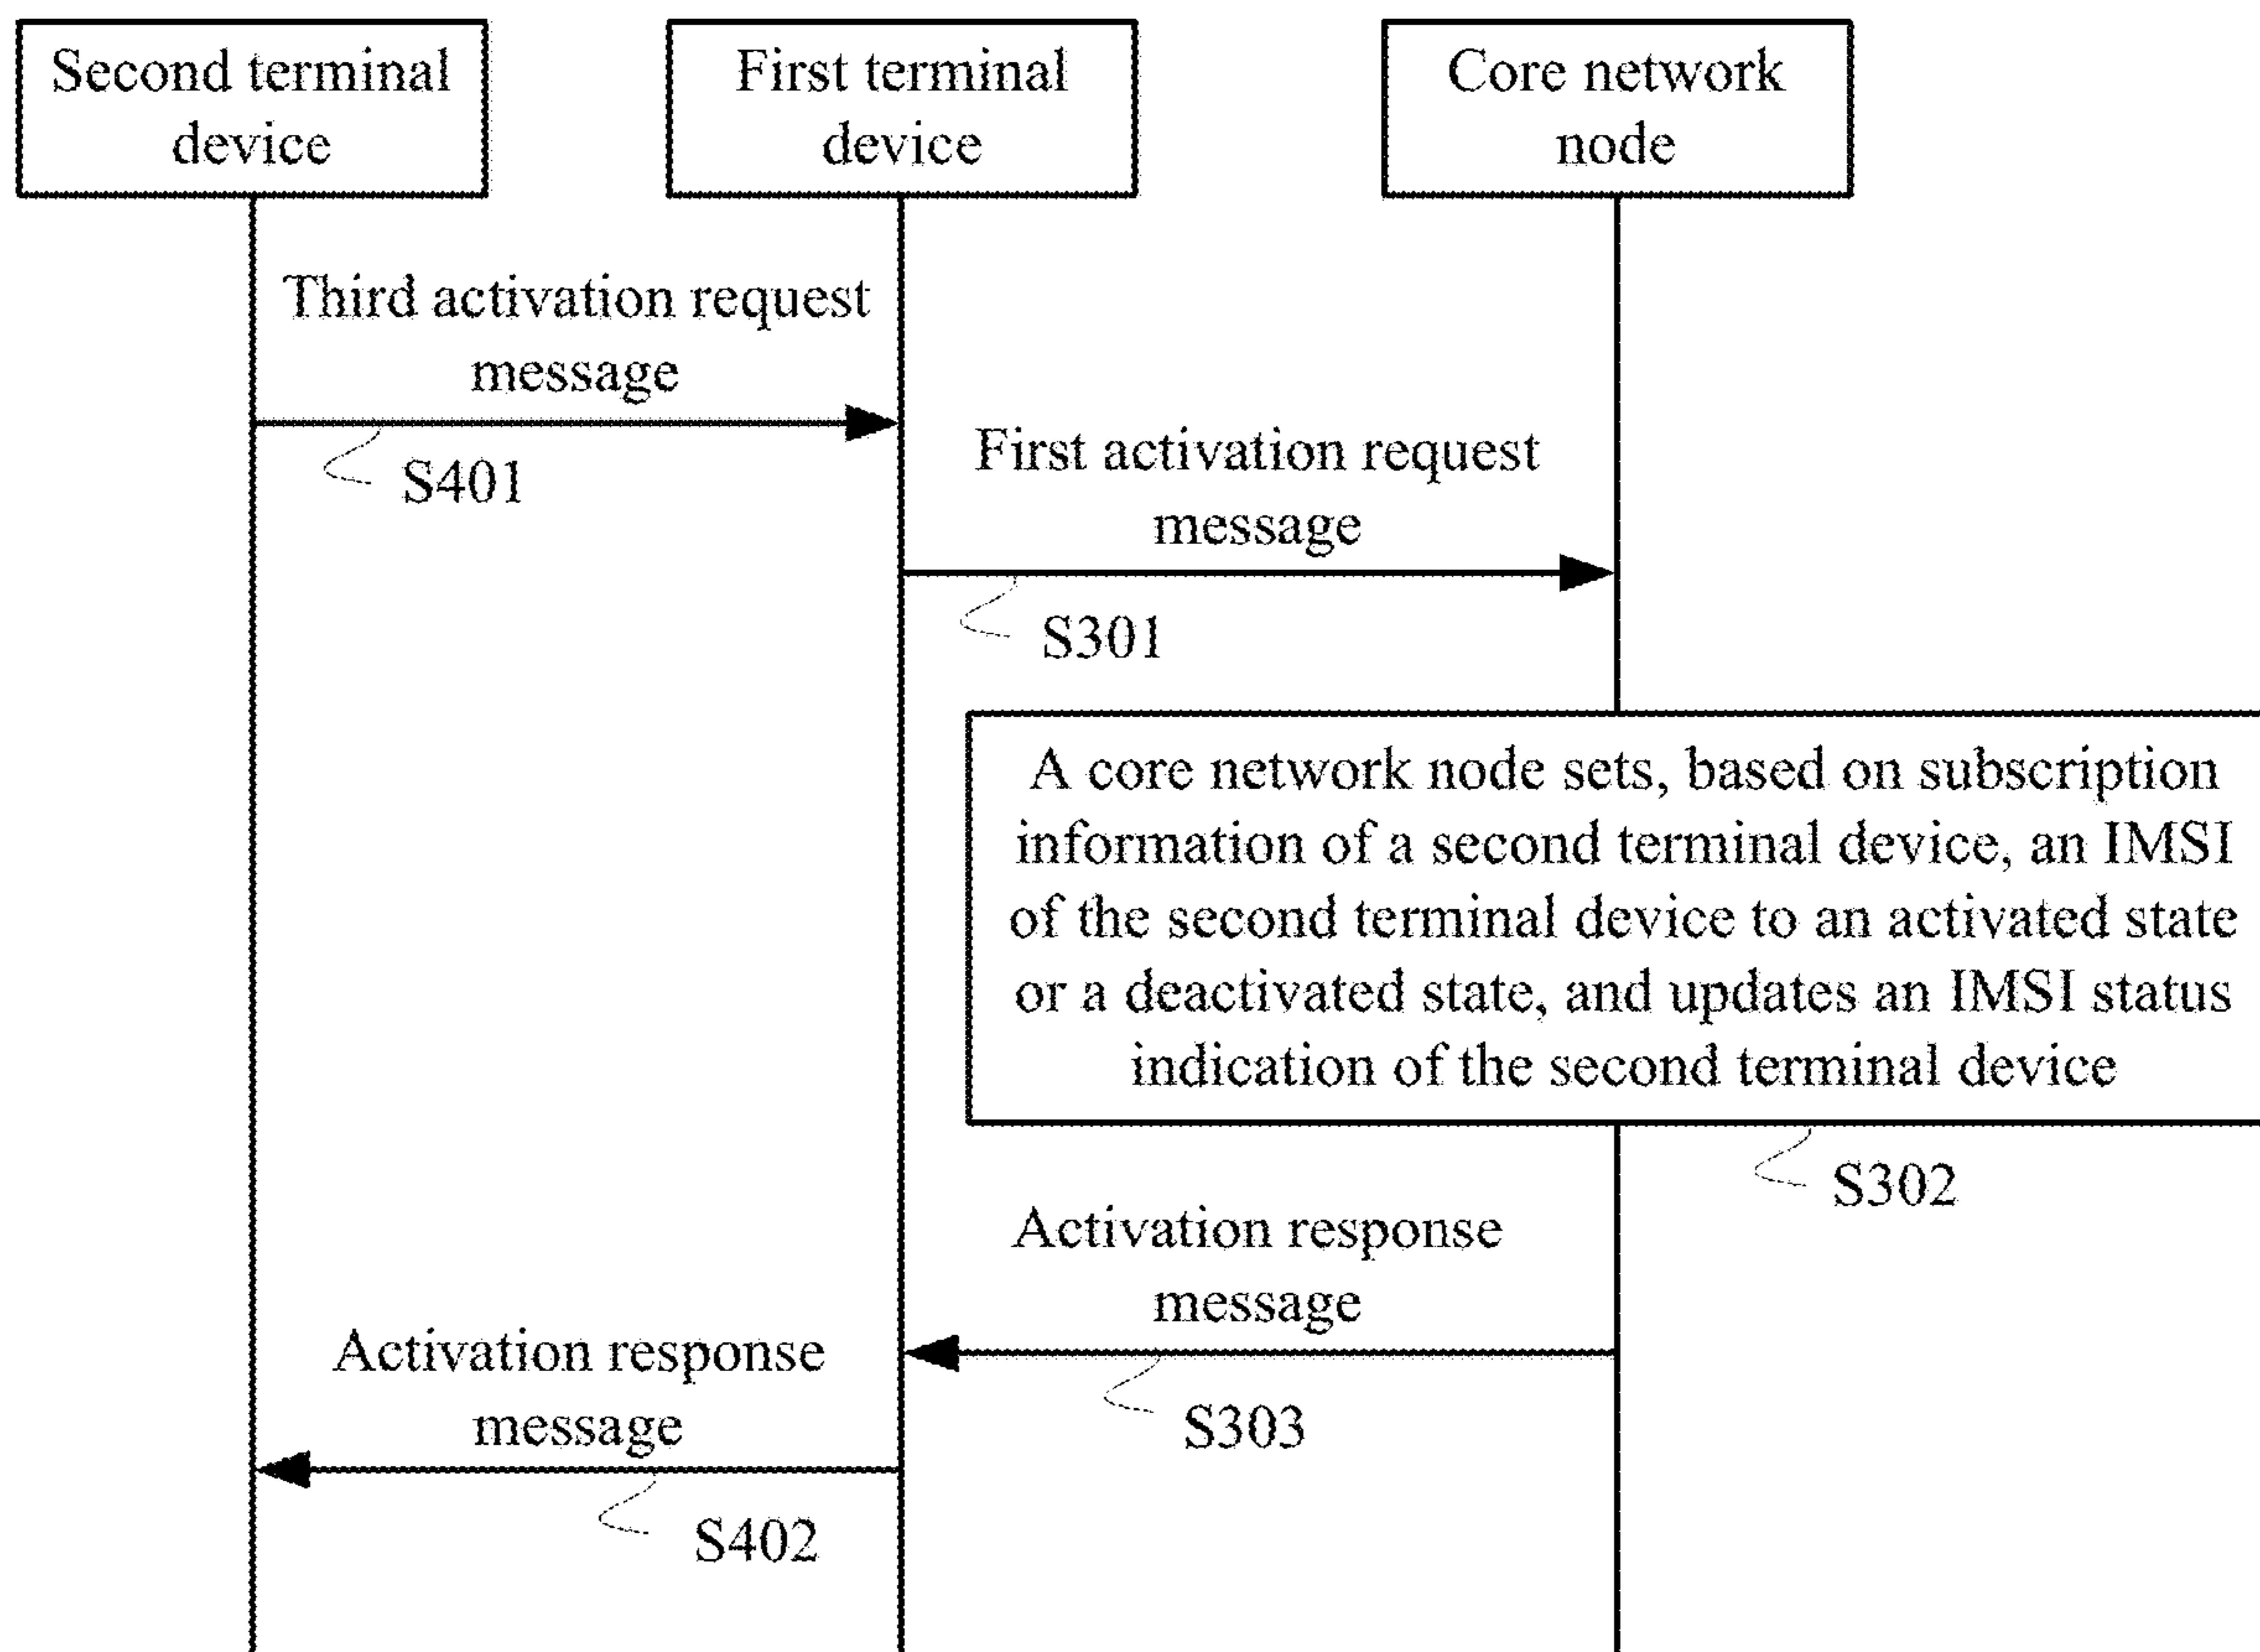 Second terminal
device
First terminal
device
Core network
node
Third activation request
message
S401
First activation request
message
S301
A core network node sets, based on subscription
information of a second terminal device, an IMSI
of the second terminal device to an activated state
or a deactivated state, and updates an IMSI status
indication of the second terminal device
S302
Activation response
message
S303
Activation response
message
S402